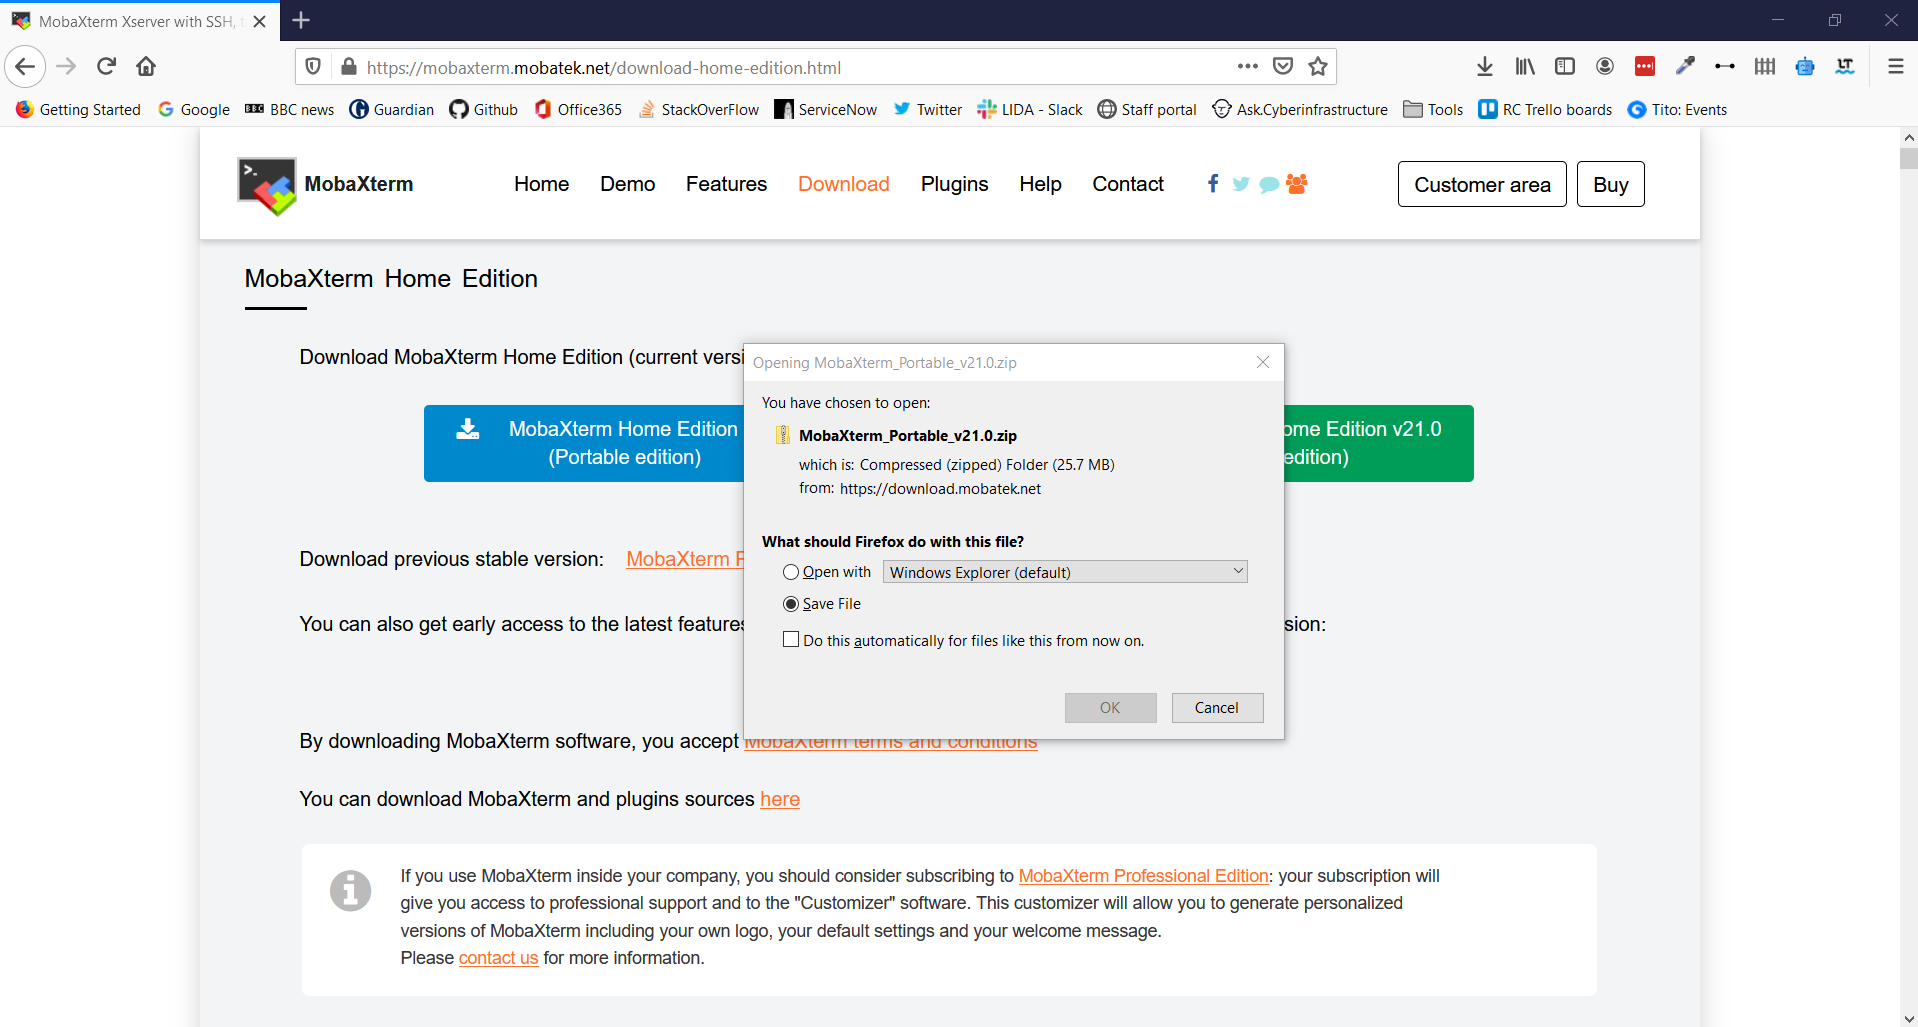 MobaXterm Xserver with SSH, t
https://mobaxterm.mobatek.net/download-home-edition.html
Getting Started Google BBC news Guardian Github Office365 StackOverFlow ServiceNow Twitter LIDA - Slack Staff portal Ask.Cyberinfrastructure Tools RC Trello boards Tito: Events
MobaXterm Home Demo Features Download Plugins Help Contact Customer area Buy
MobaXterm Home Edition
Download MobaXterm Home Edition (current versi
MobaXterm Home Edition
(Portable edition)
ome Edition v21.0
edition)
Opening MobaXterm_Portable_v21.0.zip
You have chosen to open:
MobaXterm_Portable_v21.0.zip
which is: Compressed (zipped) Folder (25.7 MB)
from: https://download.mobatek.net
What should Firefox do with this file?
Open with Windows Explorer (default)
Save File
Do this automatically for files like this from now on.
OK Cancel
Download previous stable version: MobaXterm P
You can also get early access to the latest features sion:
By downloading MobaXterm software, you accept MobaXterm terms and conditions
You can download MobaXterm and plugins sources here
If you use MobaXterm inside your company, you should consider subscribing to MobaXterm Professional Edition: your subscription will
give you access to professional support and to the "Customizer" software. This customizer will allow you to generate personalized
versions of MobaXterm including your own logo, your default settings and your welcome message.
Please contact us for more information.